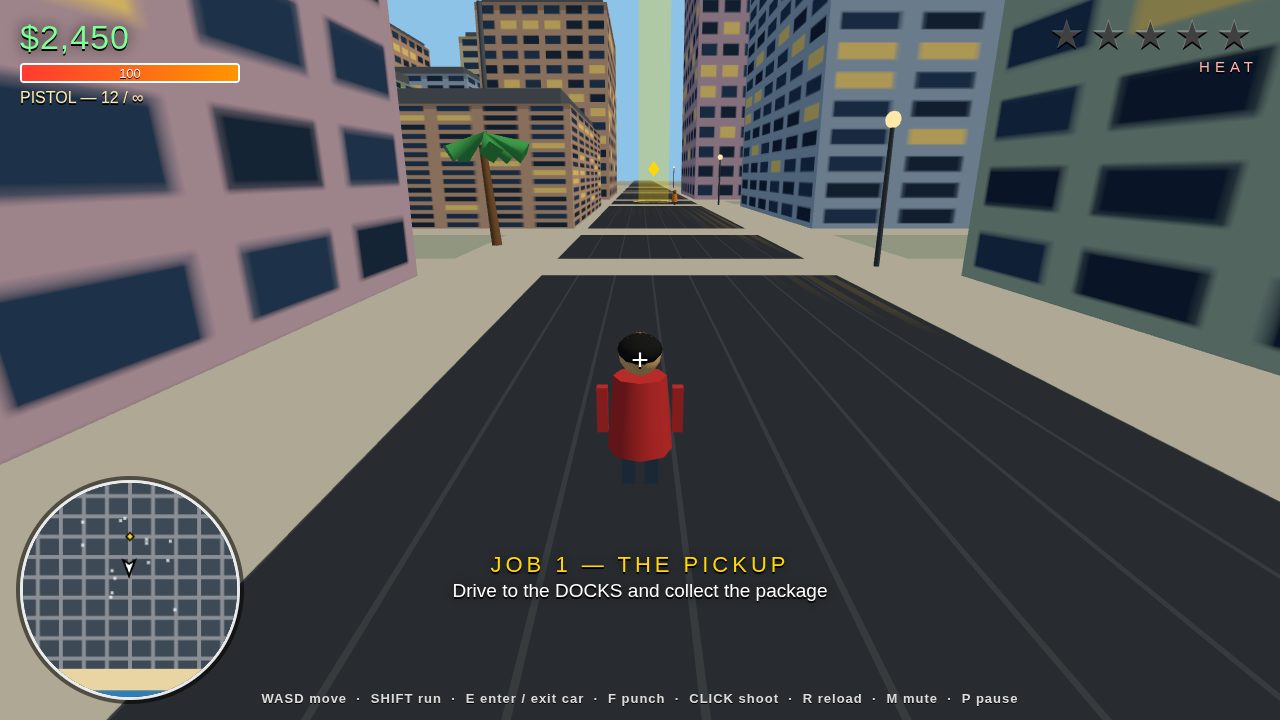 $2,450
100
PISTOL — 12 / ∞
HEAT
JOB 1 — THE PICKUP
Drive to the DOCKS and collect the package
WASD move · SHIFT run · E enter / exit car · F punch · CLICK shoot · R reload · M mute · P pause